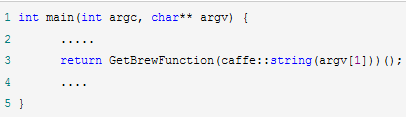 1 int main(int argc, char** argv) {
2 .....
3 return GetBrewFunction(caffe::string(argv[1]))();
4 ....
5 }